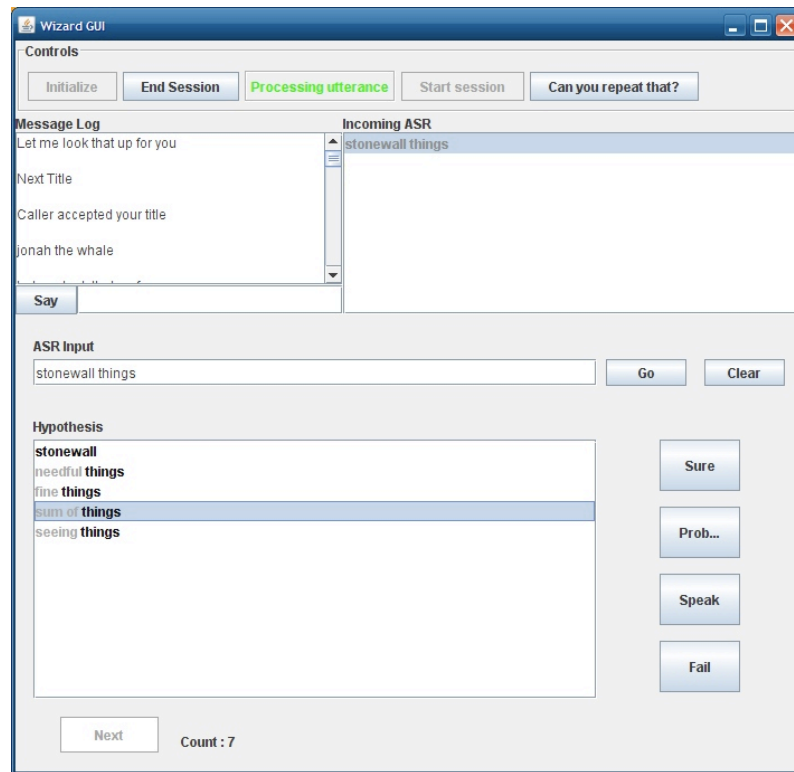 Wizard GUI
Controls
Initialize End Session Processing utterance Start session Can you repeat that?
Message Log Incoming ASR
Let me look that up for you stonewall things
Next Title
Caller accepted your title
jonah the whale
Say
ASR Input
stonewall things Go Clear
Hypothesis
stonewall
needful things Sure
fine things
sum of things
seeing things Prob...
Speak
Fail
Next Count : 7